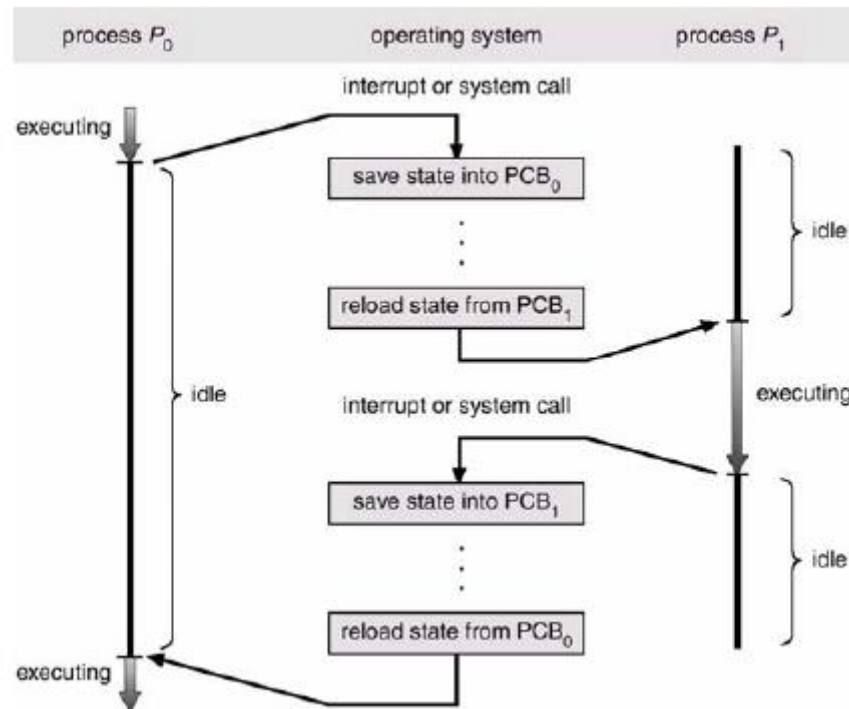 process P₀
operating system
process P₁
interrupt or system call
executing
save state into PCB₀
idle
reload state from PCB₁
idle
executing
interrupt or system call
save state into PCB₁
idle
reload state from PCB₀
executing